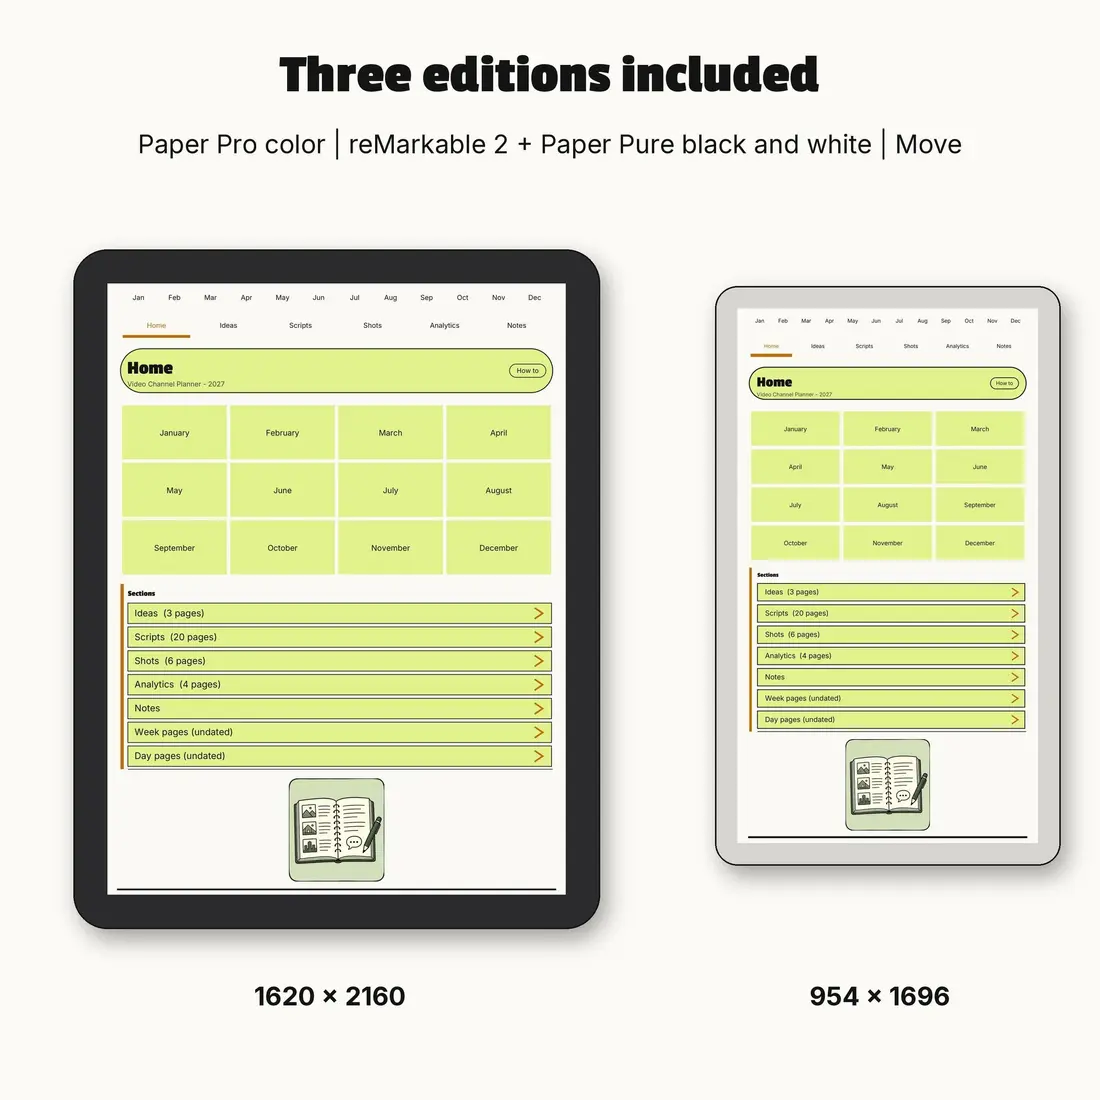 Three editions included
Paper Pro color | reMarkable 2 + Paper Pure black and white | Move
Jan Feb Mar Apr May Jun Jul Aug Sep Oct Nov Dec
Home Ideas Scripts Shots Analytics Notes
Home
How to
Video Channel Planner - 2027
January February March April
May June July August
September October November December
Sections
Ideas (3 pages)
Scripts (20 pages)
Shots (6 pages)
Analytics (4 pages)
Notes
Week pages (undated)
Day pages (undated)
1620 × 2160
Jan Feb Mar Apr May Jun Jul Aug Sep Oct Nov Dec
Home Ideas Scripts Shots Analytics Notes
Home
How to
Video Channel Planner - 2027
January February March
April May June
July August September
October November December
Sections
Ideas (3 pages)
Scripts (20 pages)
Shots (6 pages)
Analytics (4 pages)
Notes
Week pages (undated)
Day pages (undated)
954 × 1696